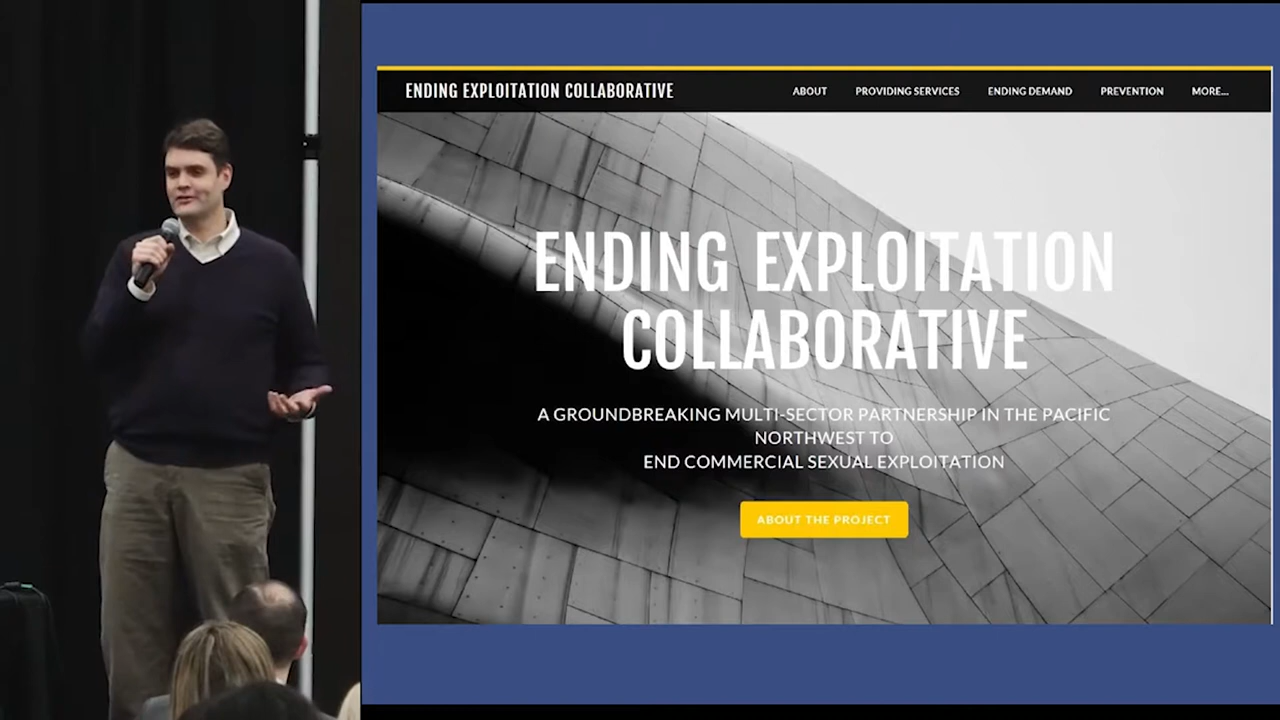 ENDING EXPLOITATION COLLABORATIVE
ABOUT
PROVIDING SERVICES
ENDING DEMAND
PREVENTION
MORE...
ENDING EXPLOITATION
COLLABORATIVE
A GROUNDBREAKING MULTI-SECTOR PARTNERSHIP IN THE PACIFIC
NORTHWEST TO
END COMMERCIAL SEXUAL EXPLOITATION
ABOUT THE PROJECT